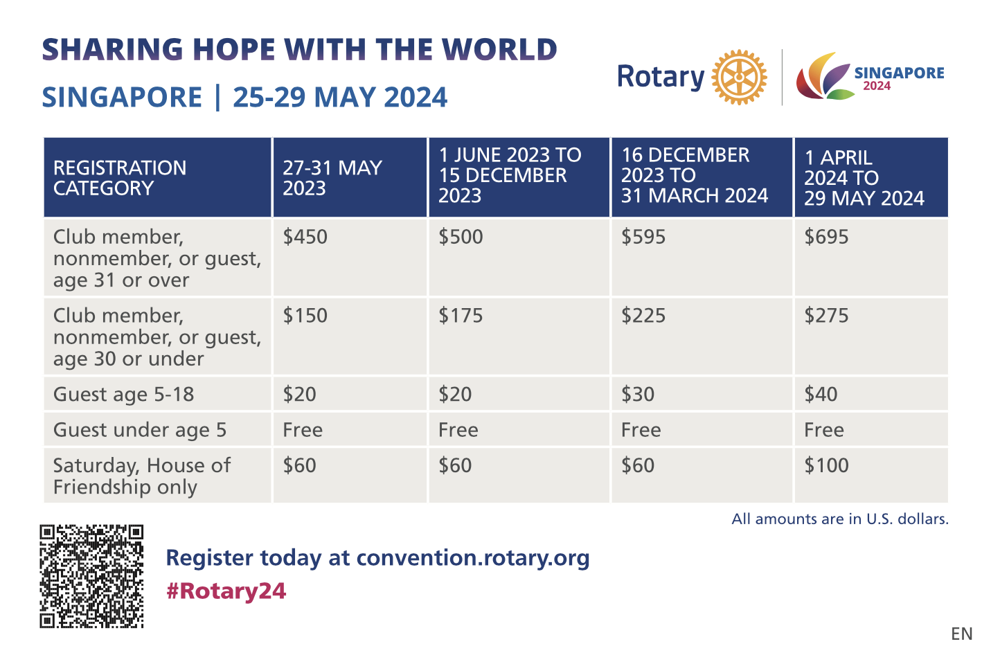 SHARING HOPE WITH THE WORLD
SINGAPORE | 25-29 MAY 2024
Rotary
SINGAPORE
2024
REGISTRATION
CATEGORY
27-31 MAY
2023
1 JUNE 2023 TO
15 DECEMBER
2023
16 DECEMBER
2023 TO
31 MARCH 2024
1 APRIL
2024 TO
29 MAY 2024
Club member,
nonmember, or guest,
age 31 or over
$450
$500
$595
$695
Club member,
nonmember, or guest,
age 30 or under
$150
$175
$225
$275
Guest age 5-18
$20
$20
$30
$40
Guest under age 5
Free
Free
Free
Free
Saturday, House of
Friendship only
$60
$60
$60
$100
All amounts are in U.S. dollars.
Register today at convention.rotary.org
#Rotary24
EN